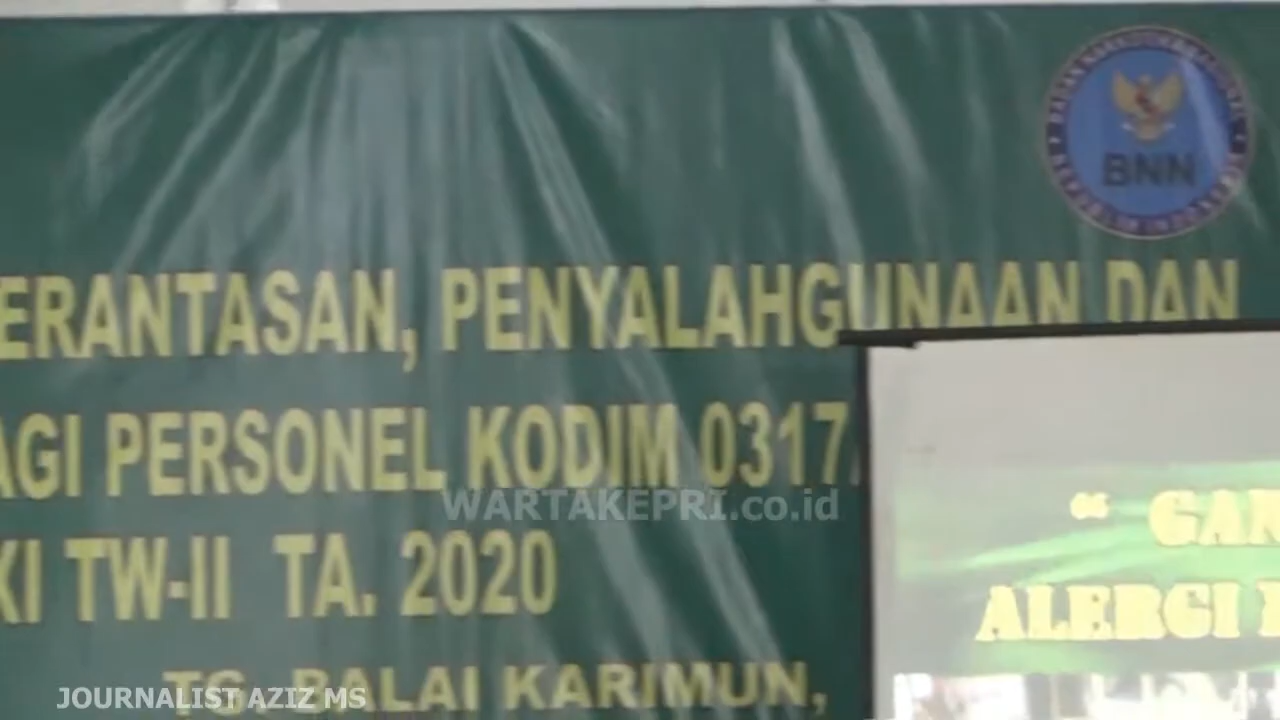 BNN
ERANTASAN, PENYALAHGUNAAN DAN
AGI PERSONEL KODIM 0317
WARTAKEPRI.co.id
KI TW-II TA. 2020
“ GAN
ALERGI
TG. BALAI KARIMUN,
JOURNALIST AZIZ MS